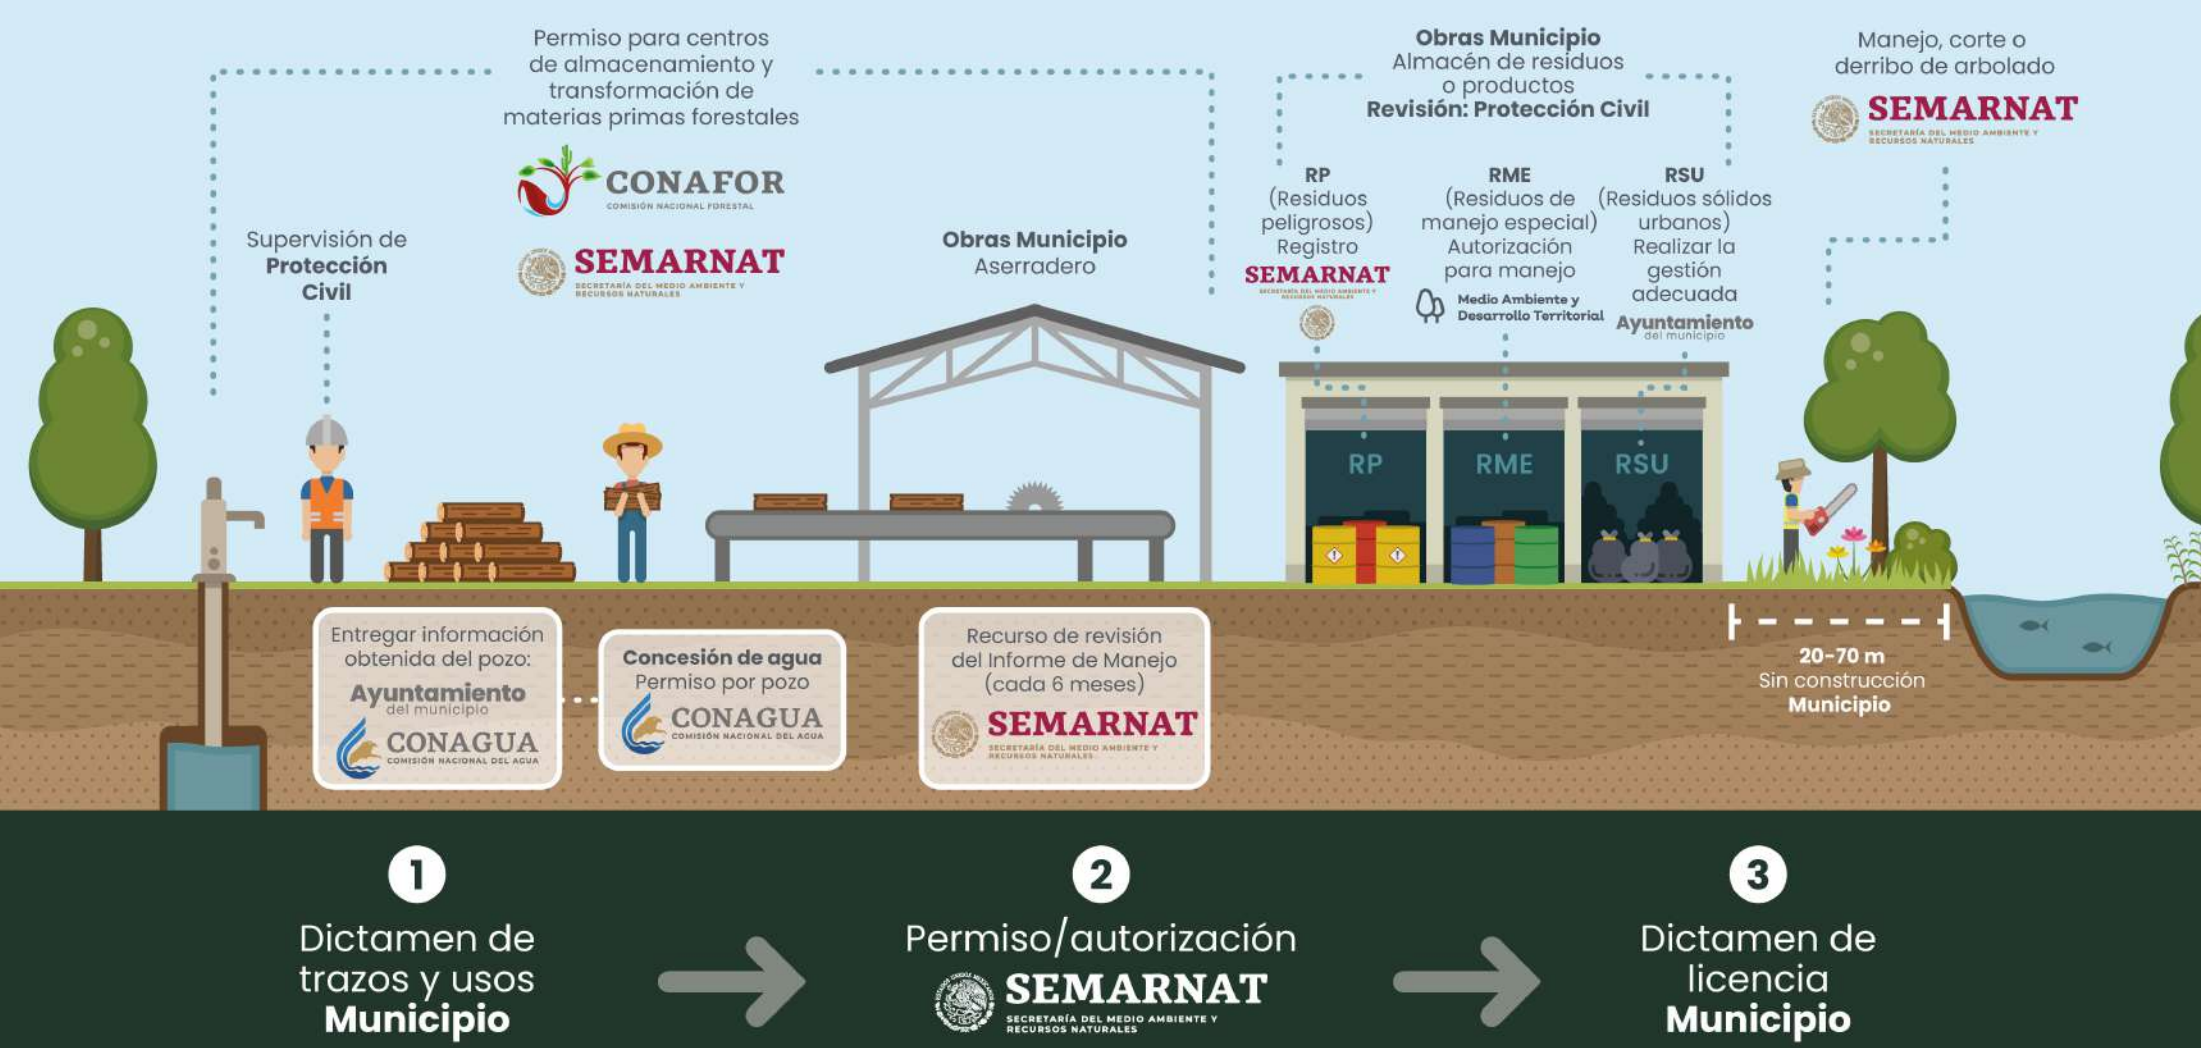 Permiso para centros
de almacenamiento y
transformación de
materias primas forestales
CONAFOR
COMISIÓN NACIONAL FORESTAL
SEMARNAT
SECRETARÍA DEL MEDIO AMBIENTE Y
RECURSOS NATURALES
Supervisión de
Protección
Civil
Obras Municipio
Aserradero
Obras Municipio
Almacén de residuos
o productos
Revisión: Protección Civil
RP
(Residuos
peligrosos)
Registro
SEMARNAT
SECRETARÍA DEL MEDIO AMBIENTE Y
RECURSOS NATURALES
RME
(Residuos de
manejo especial)
Autorización
para manejo
Medio Ambiente y
Desarrollo Territorial
RSU
(Residuos sólidos
urbanos)
Realizar la
gestión
adecuada
Ayuntamiento
del municipio
Manejo, corte o
derribo de arbolado
SEMARNAT
SECRETARÍA DEL MEDIO AMBIENTE Y
RECURSOS NATURALES
RP
RME
RSU
Entregar información
obtenida del pozo:
Ayuntamiento
del municipio
CONAGUA
COMISIÓN NACIONAL DEL AGUA
Concesión de agua
Permiso por pozo
CONAGUA
COMISIÓN NACIONAL DEL AGUA
Recurso de revisión
del Informe de Manejo
(cada 6 meses)
SEMARNAT
SECRETARÍA DEL MEDIO AMBIENTE Y
RECURSOS NATURALES
20-70 m
Sin construcción
Municipio
1
Dictamen de
trazos y usos
Municipio
2
Permiso/autorización
SEMARNAT
SECRETARÍA DEL MEDIO AMBIENTE Y
RECURSOS NATURALES
3
Dictamen de
licencia
Municipio